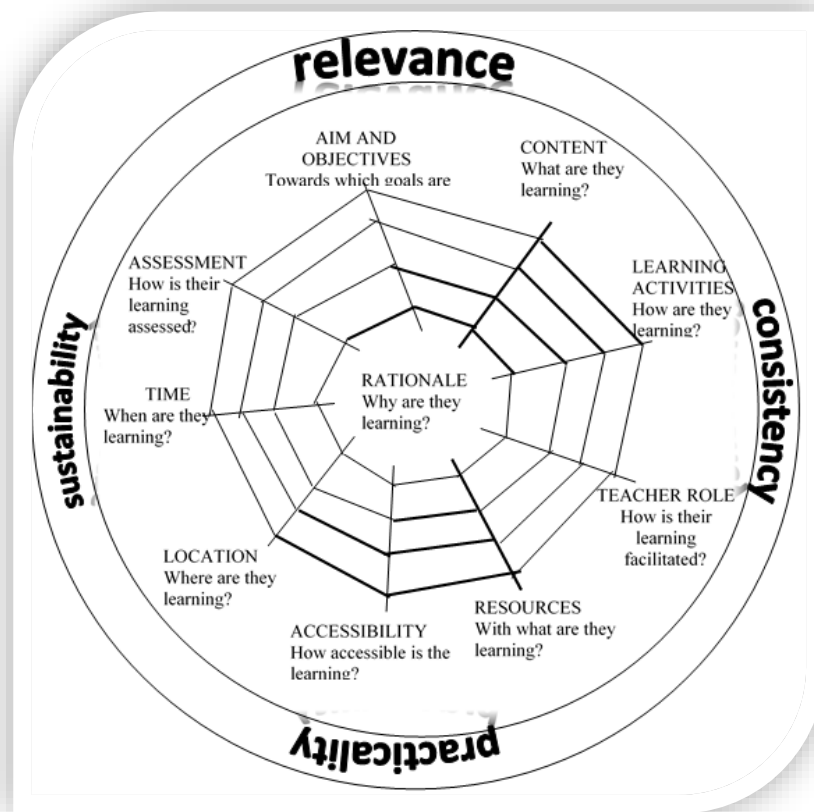 relevance
AIM AND
OBJECTIVES
Towards which goals are
CONTENT
What are they
learning?
ASSESSMENT
How is their
learning
assessed?
LEARNING
ACTIVITIES
How are they
learning?
sustainability
consistency
TIME
When are they
learning?
RATIONALE
Why are they
learning?
TEACHER ROLE
How is their
learning
facilitated?
LOCATION
Where are they
learning?
RESOURCES
With what are they
learning?
ACCESSIBILITY
How accessible is the
learning?
practicality